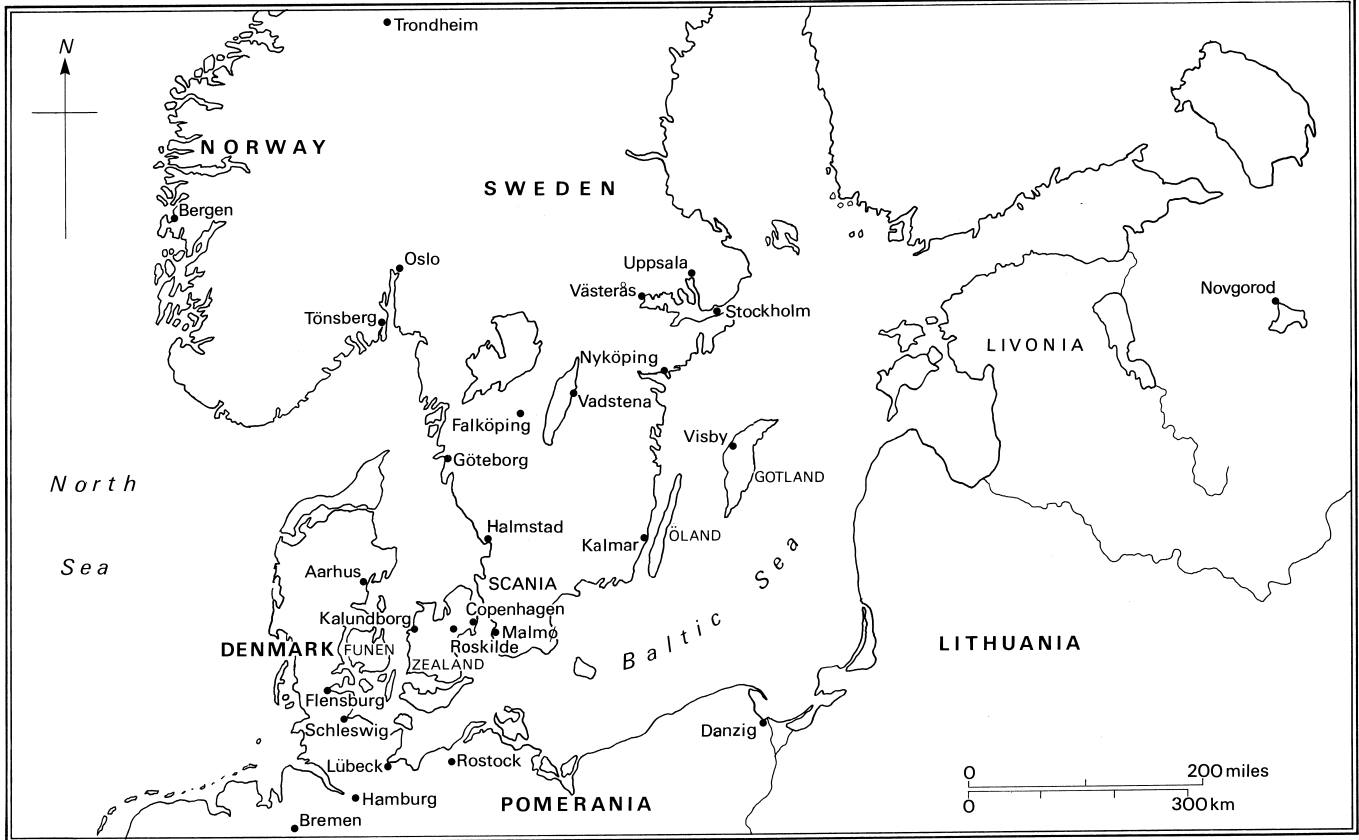 Trondheim
N
NORWAY
SWEDEN
Bergen
Oslo
Uppsala
Västerås
Novgorod
Tönsberg
Stockholm
LIVONIA
Nyköping
Vadstena
Falköping
Visby
Göteborg
GOTLAND
North
Sea
Halmstad
ÖLAND
Kalmar
Aarhus
SCANIA
Copenhagen
Kalundborg
Malmø
Baltic Sea
DENMARK
FUNEN
Roskilde
LITHUANIA
ZEALAND
Flensburg
Schleswig
Danzig
Lübeck
Rostock
0 200 miles
0 300 km
Hamburg
POMERANIA
Bremen